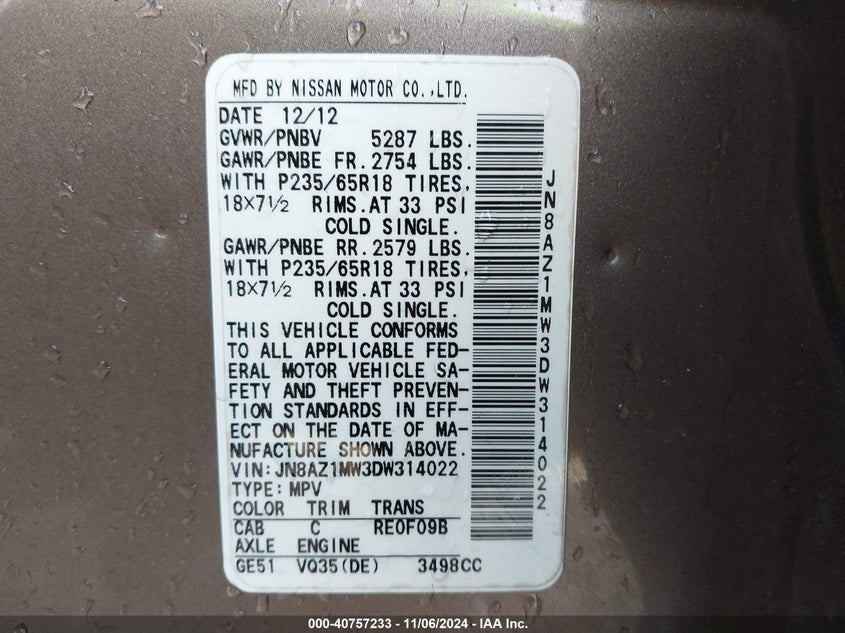 MFD BY NISSAN MOTOR CO.,LTD.
DATE 12/12
GVWR/PNBV 5287 LBS.
GAWR/PNBE FR. 2754 LBS.
WITH P235/65R18 TIRES,
18X7½ RIMS.AT 33 PSI
COLD SINGLE.
GAWR/PNBE RR. 2579 LBS.
WITH P235/65R18 TIRES,
18X7½ RIMS.AT 33 PSI
COLD SINGLE.
THIS VEHICLE CONFORMS
TO ALL APPLICABLE FED-
ERAL MOTOR VEHICLE SA-
FETY AND THEFT PREVEN-
TION STANDARDS IN EFF-
ECT ON THE DATE OF MA-
NUFACTURE SHOWN ABOVE.
VIN:JN8AZ1MW3DW314022
TYPE:MPV
COLOR TRIM TRANS
CAB C RE0F09B
AXLE ENGINE
GE51 VQ35(DE) 3498CC
JN8AZ1MW3DW314022
000-40757233 - 11/06/2024 - IAA Inc.